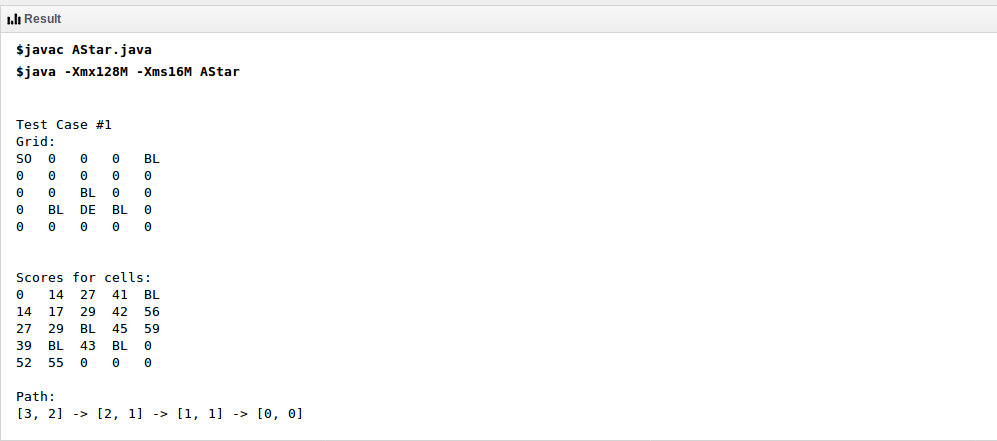 Result
$javac AStar.java
$java -Xmx128M -Xms16M AStar
Test Case #1
Grid:
SO 0 0 0 BL
0 0 0 0 0
0 0 BL 0 0
0 BL DE BL 0
0 0 0 0 0
Scores for cells:
0 14 27 41 BL
14 17 29 42 56
27 29 BL 45 59
39 BL 43 BL 0
52 55 0 0 0
Path:
[3, 2] -> [2, 1] -> [1, 1] -> [0, 0]